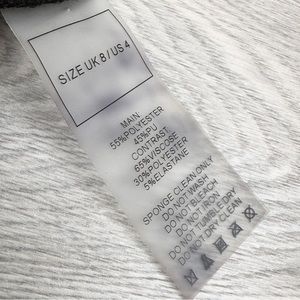 SIZE UK 8 / US 4
MAIN:
55%POLYESTER
45%PU
CONTRAST:
65%VISCOSE
30%POLYESTER
5%ELASTANE
SPONGE CLEAN ONLY
DO NOT WASH
DO NOT BLEACH
DO NOT IRON
DO NOT TUMBLE DRY
DO NOT DRY CLEAN